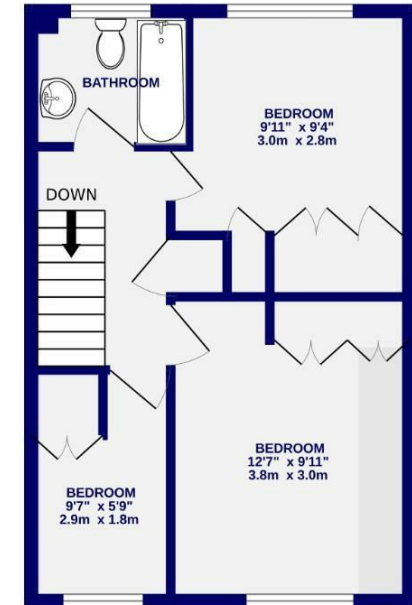 BATHROOM
BEDROOM
9'11" x 9'4"
3.0m x 2.8m
DOWN
BEDROOM
12'7" x 9'11"
3.8m x 3.0m
BEDROOM
9'7" x 5'9"
2.9m x 1.8m